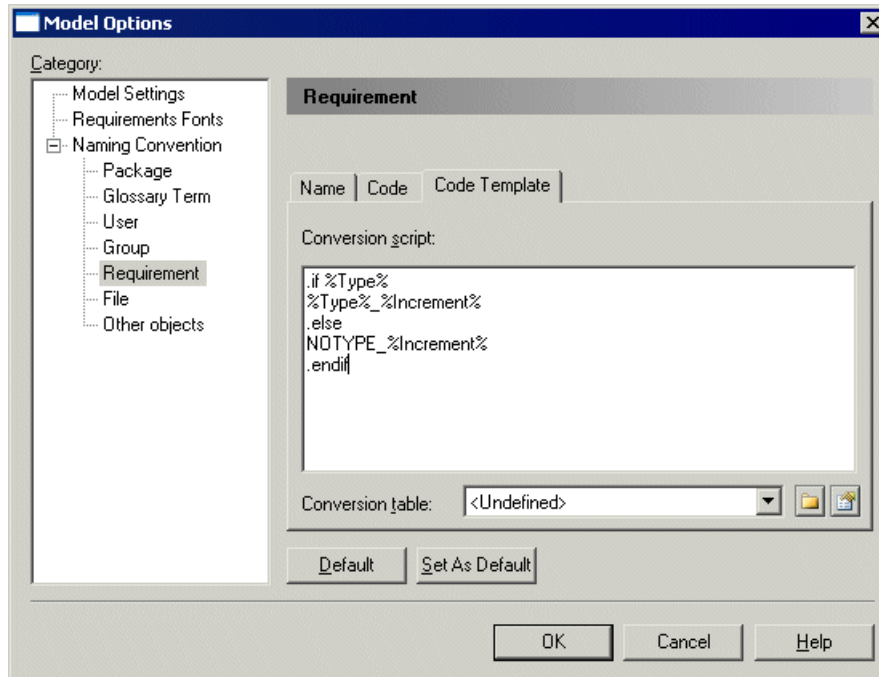 Model Options
Category:
Model Settings
Requirements Fonts
Naming Convention
Package
Glossary Term
User
Group
Requirement
File
Other objects
Requirement
Name
Code
Code Template
Conversion script:
.if %Type%
%Type%_%Increment%
.else
NOTYPE_%Increment%
.endif
Conversion table:
<Undefined>
Default
Set As Default
OK
Cancel
Help